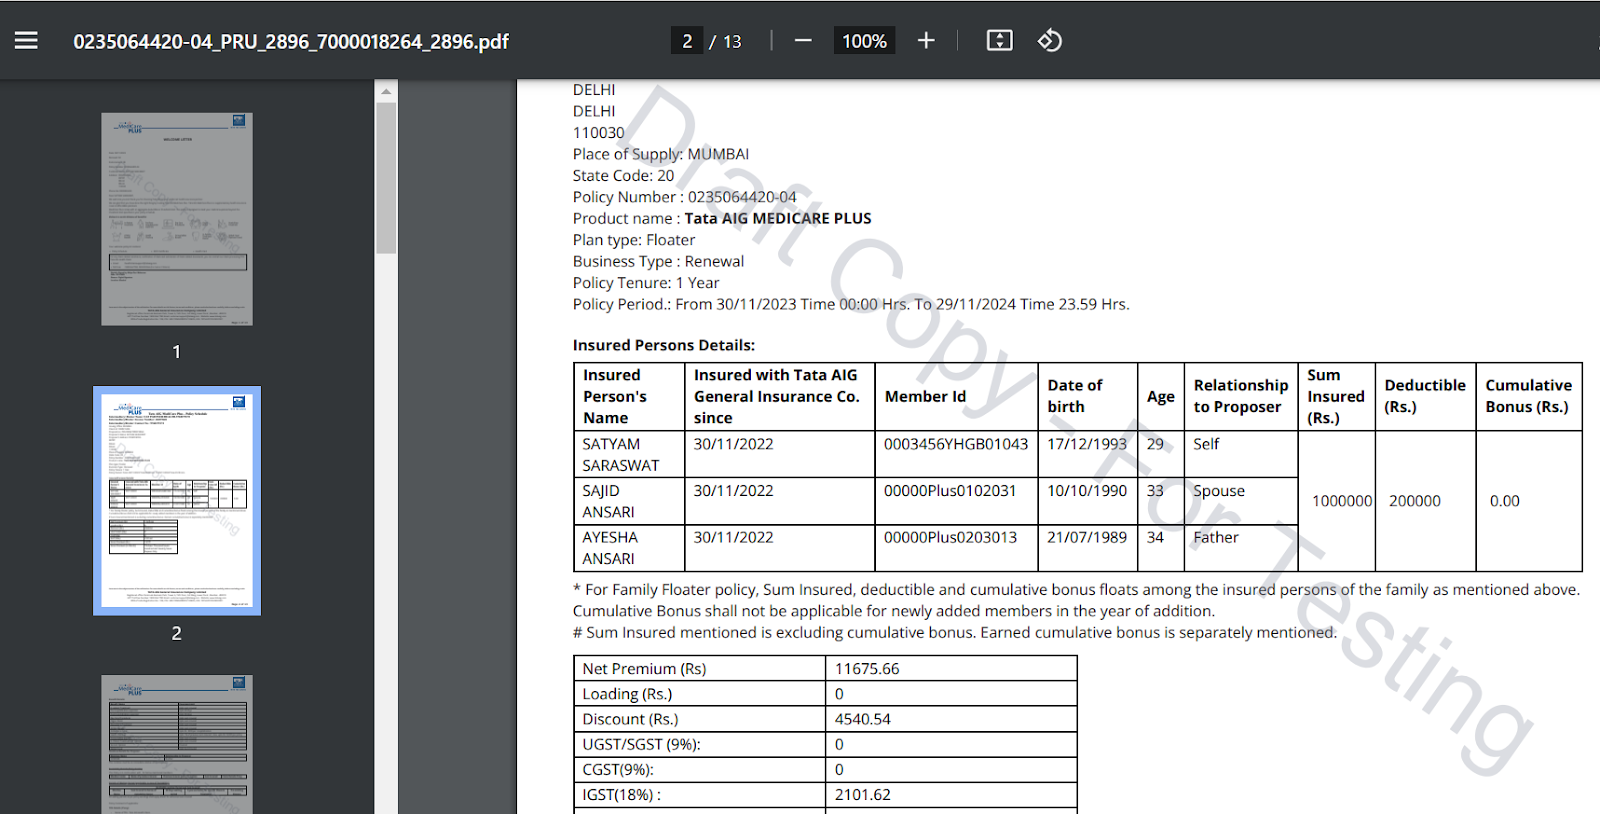 0235064420-04_PRU_2896_7000018264_2896.pdf
2 / 13
100%
1
2
DELHI
DELHI
110030
Place of Supply: MUMBAI
State Code: 20
Policy Number : 0235064420-04
Product name : Tata AIG MEDICARE PLUS
Plan type: Floater
Business Type : Renewal
Policy Tenure: 1 Year
Policy Period.: From 30/11/2023 Time 00:00 Hrs. To 29/11/2024 Time 23.59 Hrs.
Insured Persons Details:
Insured Person's Name Insured with Tata AIG General Insurance Co. since Member Id Date of birth Age Relationship to Proposer Sum Insured (Rs.) Deductible (Rs.) Cumulative Bonus (Rs.)
SATYAM SARASWAT 30/11/2022 0003456YHGB01043 17/12/1993 29 Self
SAJID ANSARI 30/11/2022 00000Plus0102031 10/10/1990 33 Spouse 1000000 200000 0.00
AYESHA ANSARI 30/11/2022 00000Plus0203013 21/07/1989 34 Father
* For Family Floater policy, Sum Insured, deductible and cumulative bonus floats among the insured persons of the family as mentioned above.
Cumulative Bonus shall not be applicable for newly added members in the year of addition.
# Sum Insured mentioned is excluding cumulative bonus. Earned cumulative bonus is separately mentioned.
Net Premium (Rs) 11675.66
Loading (Rs.) 0
Discount (Rs.) 4540.54
UGST/SGST (9%): 0
CGST(9%): 0
IGST(18%) : 2101.62
Draft Copy - For Testing